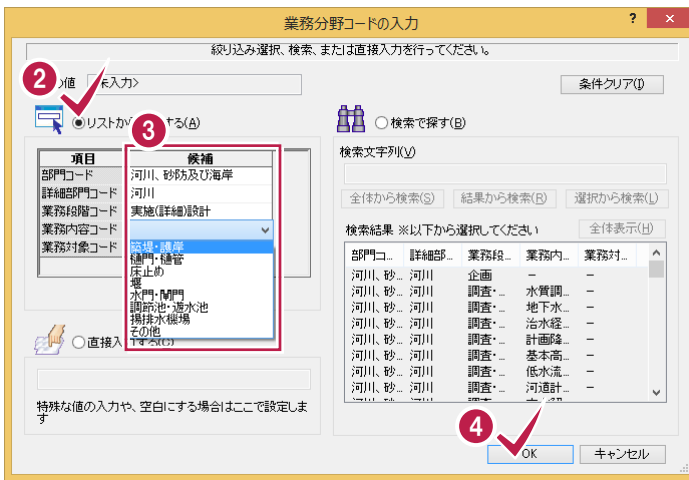 業務分野コードの入力
? ×
絞り込み選択、検索、または直接入力を行ってください。
2
値 未入力>
条件クリア(I)
リストから する(A)
3
検索で探す(B)
項目 候補
部門コード 河川、砂防及び海岸
詳細部門コード 河川
業務段階コード 実施(詳細)設計
業務内容コード
業務対象コード
築堤・護岸
樋門・樋管
床止め
堰
水門・閘門
調節池・遊水池
揚排水機場
その他
直接入力する(C)
特殊な値の入力や、空白にする場合はここで設定しま
す
検索文字列(V)
全体から検索(S) 結果から検索(R) 選択から検索(L)
検索結果 ※以下から選択してください 全体表示(H)
部門コ... 詳細部... 業務段... 業務内... 業務対...
河川、砂... 河川 企画 − −
河川、砂... 河川 調査・... 水質調... −
河川、砂... 河川 調査・... 地下水... −
河川、砂... 河川 調査・... 治水経... −
河川、砂... 河川 調査・... 計画降... −
河川、砂... 河川 調査・... 基本高... −
河川、砂... 河川 調査・... 低水流... −
河川、砂... 河川 調査・... 河道計... −
4
OK キャンセル